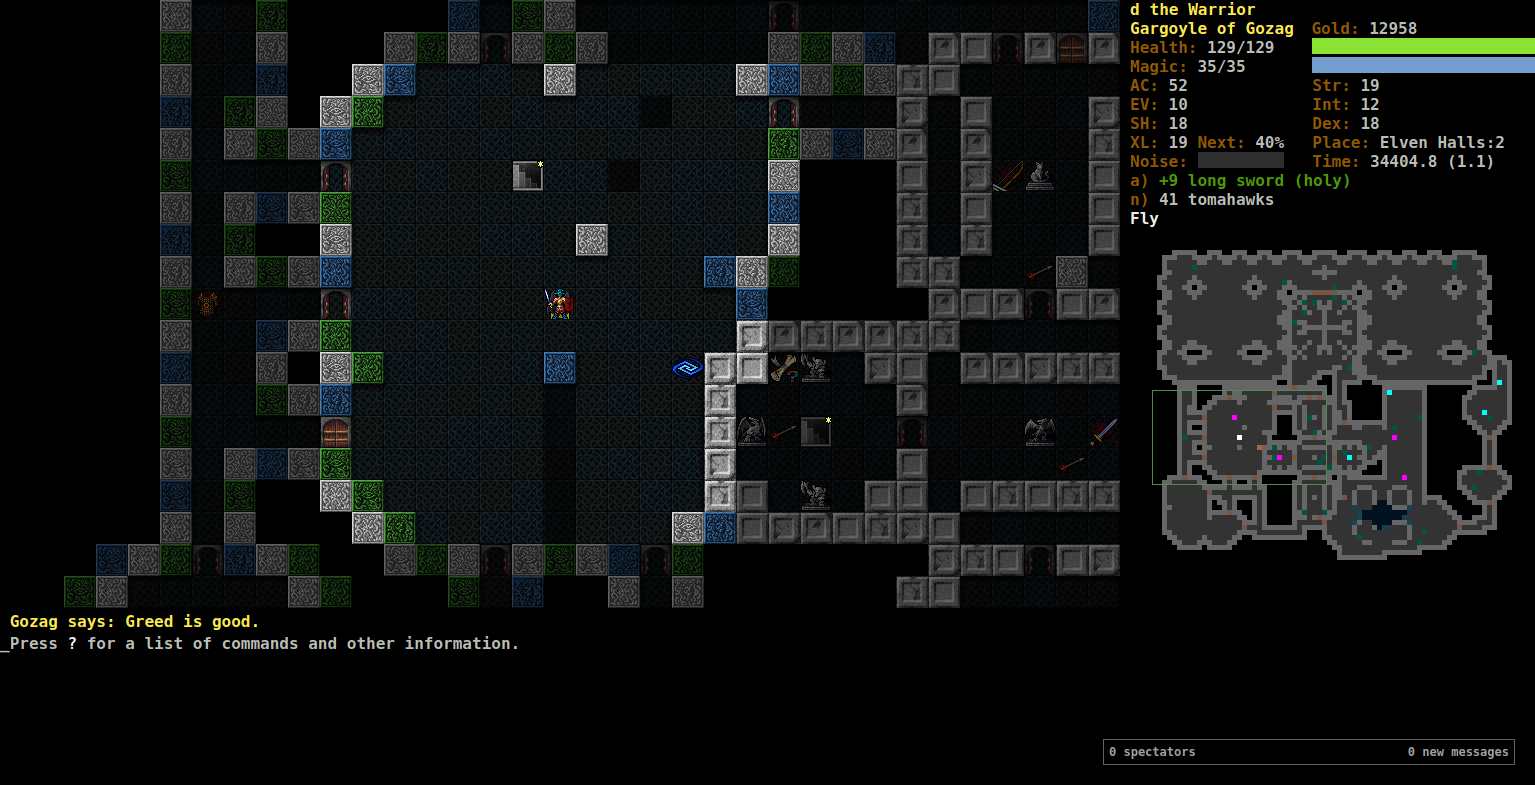 d the Warrior
Gargoyle of Gozag Gold: 12958
Health: 129/129
Magic: 35/35
AC: 52 Str: 19
EV: 10 Int: 12
SH: 18 Dex: 18
XL: 19 Next: 40% Place: Elven Halls:2
Noise: Time: 34404.8 (1.1)
a) +9 long sword (holy)
n) 41 tomahawks
Fly
Gozag says: Greed is good.
_Press ? for a list of commands and other information.
0 spectators 0 new messages